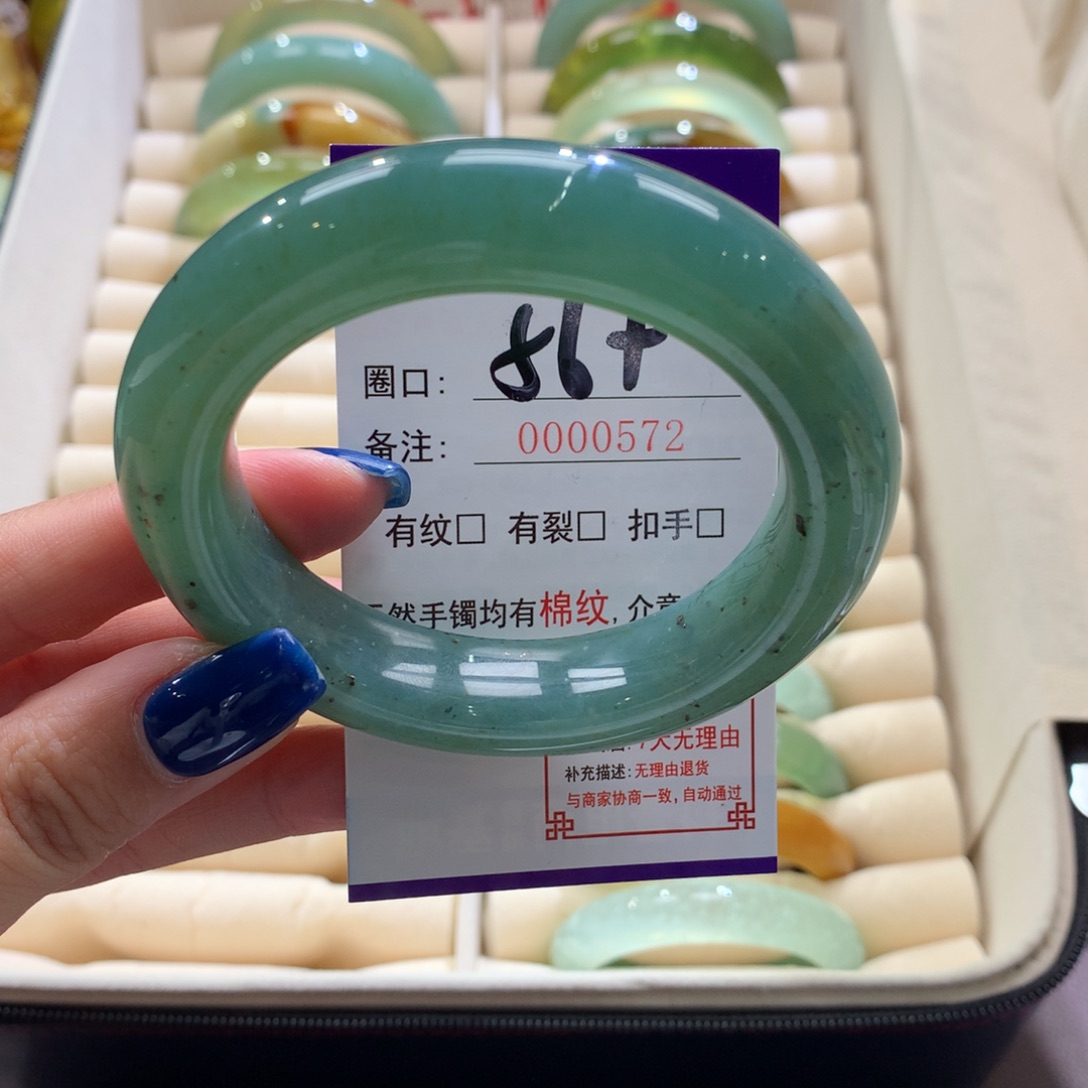 圈口:
备注: 0000572
有纹□ 有裂□ 扣手□
然手镯均有棉纹,介意
7天无理由
补充描述:无理由退货
与商家协商一致,自动通过